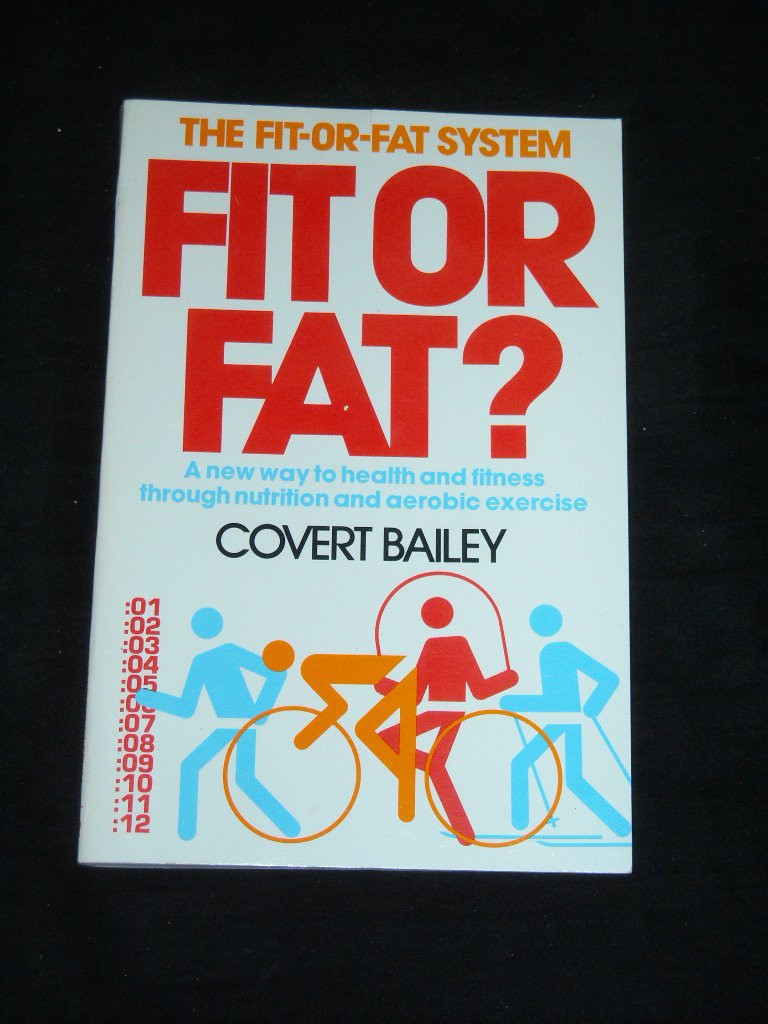 THE FIT-OR-FAT SYSTEM
FIT OR
FAT?
A new way to health and fitness
through nutrition and aerobic exercise
COVERT BAILEY
:01
:02
:03
:04
:05
:06
:07
:08
:09
:10
:11
:12